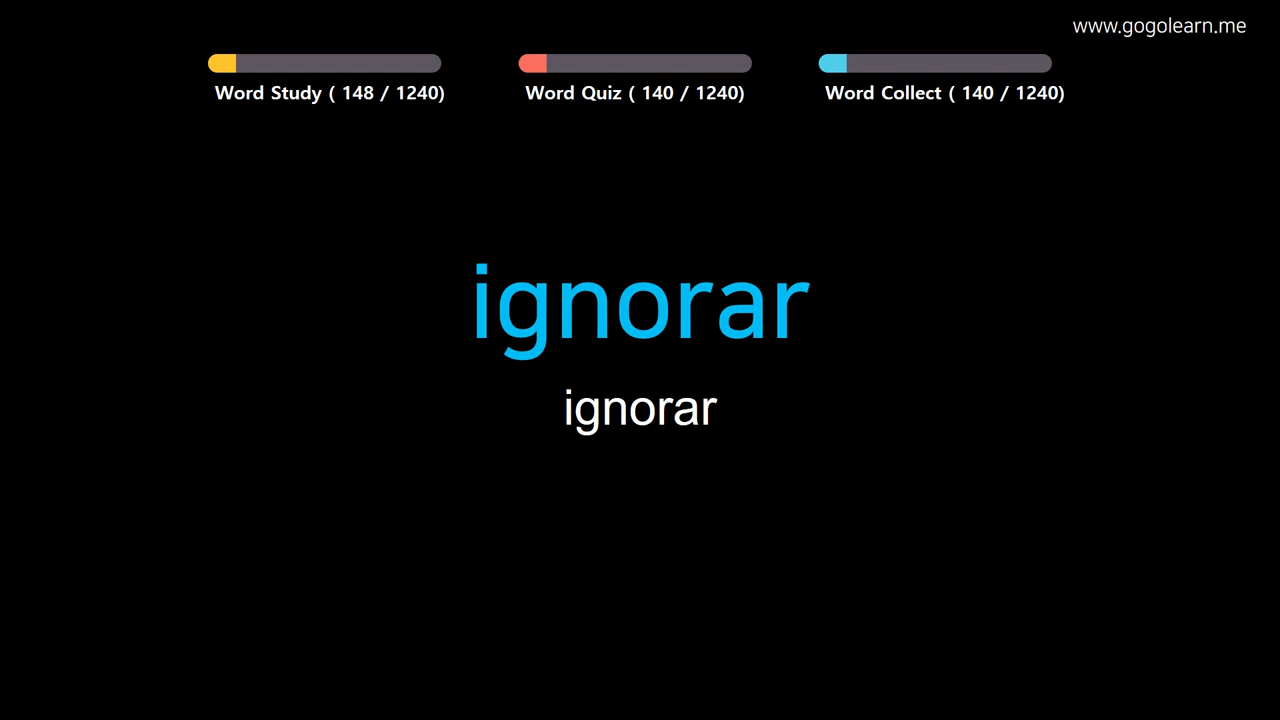 www.gogolearn.me
Word Study ( 148 / 1240)
Word Quiz ( 140 / 1240)
Word Collect ( 140 / 1240)
ignorar
ignorar